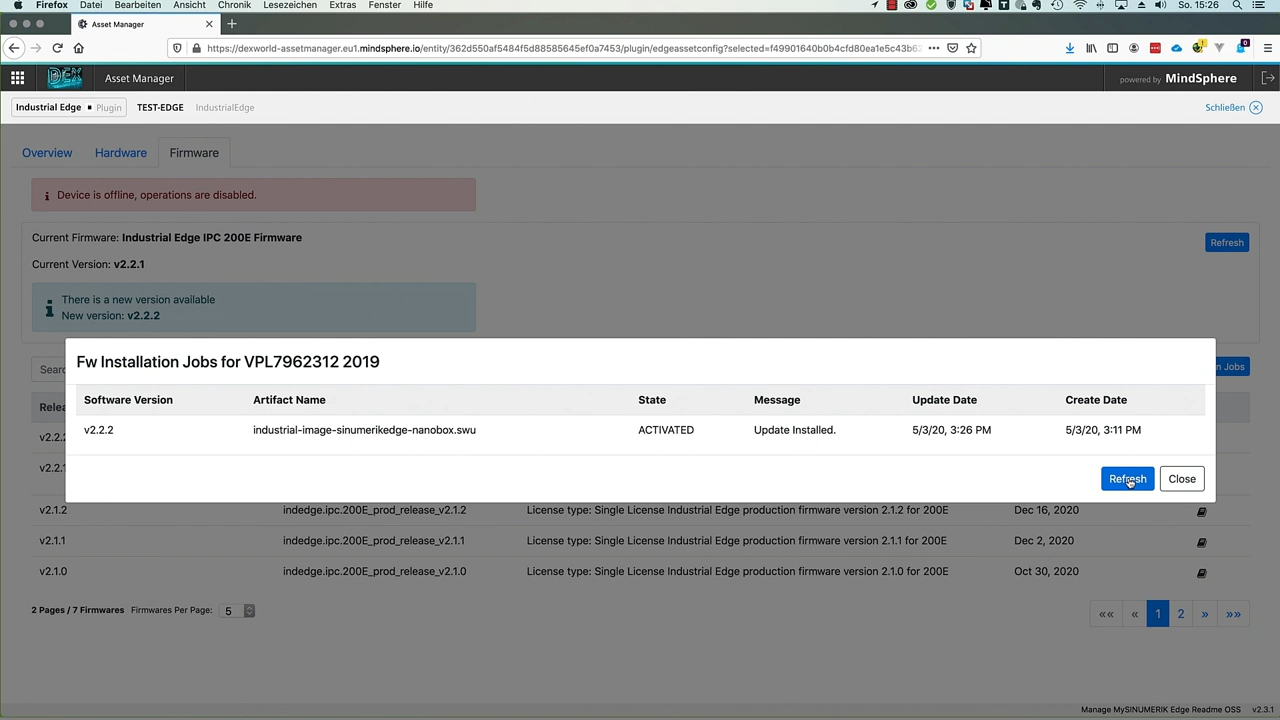 Firefox Datei Bearbeiten Ansicht Chronik Lesezeichen Extras Fenster Hilfe So. 15:26
Asset Manager
https://dexworld-assetmanager.eu1.mindsphere.io/entity/362d550af5484f5d88585645ef0a7453/plugin/edgeassetconfig?selected=f49901640b0b4cfd80ea1e5c43b62
DEX Asset Manager powered by MindSphere
Industrial Edge ▪ Plugin TEST-EDGE IndustrialEdge Schließen
Overview Hardware Firmware
Device is offline, operations are disabled.
Current Firmware: Industrial Edge IPC 200E Firmware Refresh
Current Version: v2.2.1
There is a new version available
New version: v2.2.2
Fw Installation Jobs for VPL7962312 2019
Software Version Artifact Name State Message Update Date Create Date
v2.2.2 industrial-image-sinumerikedge-nanobox.swu ACTIVATED Update Installed. 5/3/20, 3:26 PM 5/3/20, 3:11 PM
Refresh Close
v2.1.2 indedge.ipc.200E_prod_release_v2.1.2 License type: Single License Industrial Edge production firmware version 2.1.2 for 200E Dec 16, 2020
v2.1.1 indedge.ipc.200E_prod_release_v2.1.1 License type: Single License Industrial Edge production firmware version 2.1.1 for 200E Dec 2, 2020
v2.1.0 indedge.ipc.200E_prod_release_v2.1.0 License type: Single License Industrial Edge production firmware version 2.1.0 for 200E Oct 30, 2020
2 Pages / 7 Firmwares Firmwares Per Page: 5 «« « 1 2 » »»
Manage MySINUMERIK Edge Readme OSS v2.3.1